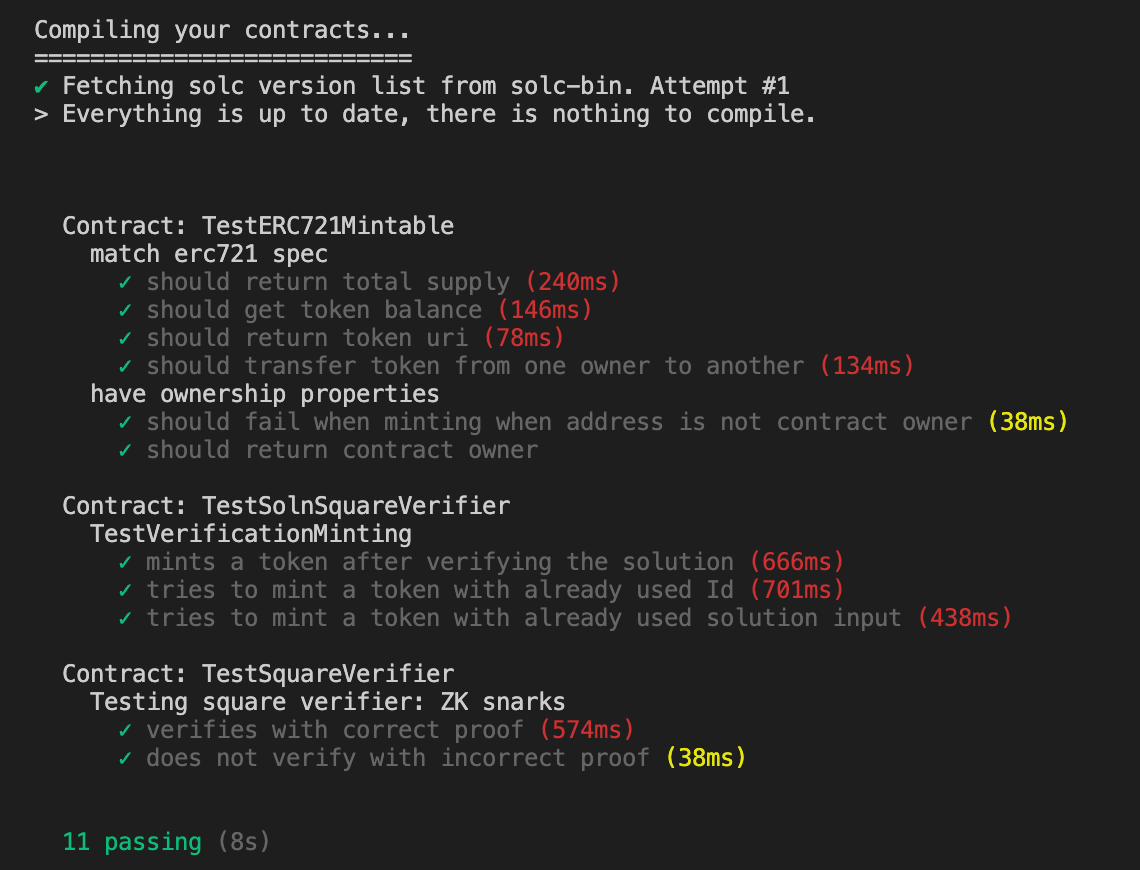 Compiling your contracts...
===========================
✔ Fetching solc version list from solc-bin. Attempt #1
> Everything is up to date, there is nothing to compile.
Contract: TestERC721Mintable
match erc721 spec
✓ should return total supply (240ms)
✓ should get token balance (146ms)
✓ should return token uri (78ms)
✓ should transfer token from one owner to another (134ms)
have ownership properties
✓ should fail when minting when address is not contract owner (38ms)
✓ should return contract owner
Contract: TestSolnSquareVerifier
TestVerificationMinting
✓ mints a token after verifying the solution (666ms)
✓ tries to mint a token with already used Id (701ms)
✓ tries to mint a token with already used solution input (438ms)
Contract: TestSquareVerifier
Testing square verifier: ZK snarks
✓ verifies with correct proof (574ms)
✓ does not verify with incorrect proof (38ms)
11 passing (8s)